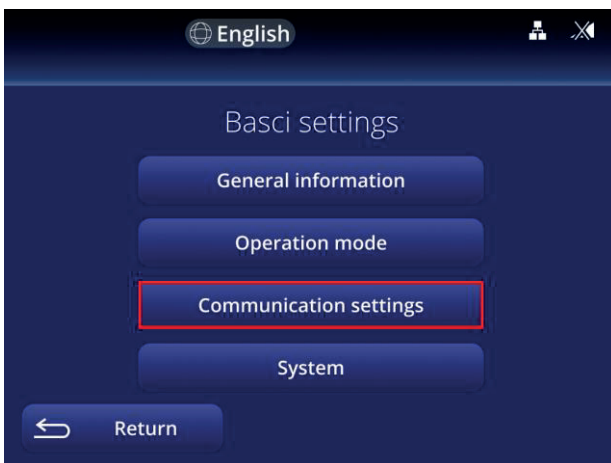 English
Basci settings
General information
Operation mode
Communication settings
System
Return